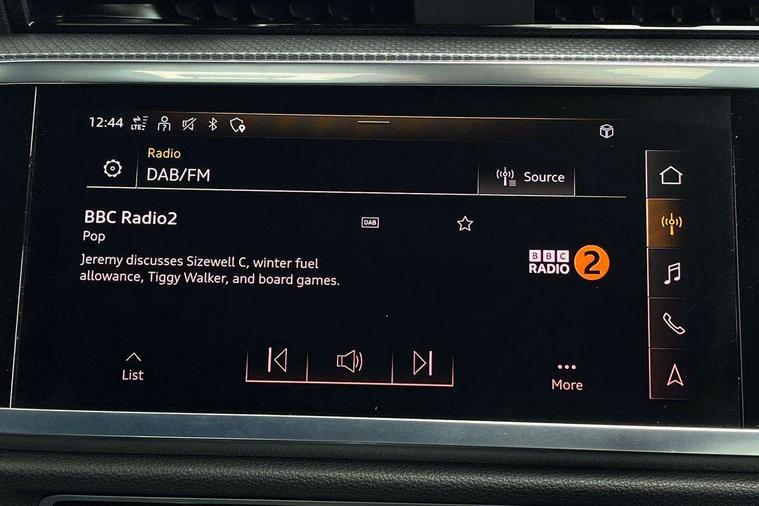 12:44 LTE
Radio
DAB/FM
Source
BBC Radio2
DAB
Pop
Jeremy discusses Sizewell C, winter fuel
allowance, Tiggy Walker, and board games.
BBC
RADIO 2
List
More